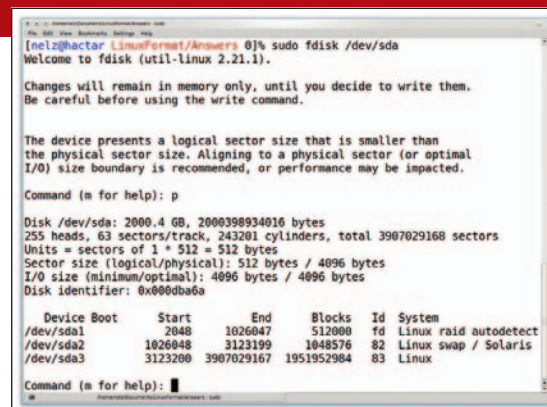 File Edit View Bookmarks Settings Help
[nelz@hactar LinuxFormat/Answers 0]% sudo fdisk /dev/sda
Welcome to fdisk (util-linux 2.21.1).
Changes will remain in memory only, until you decide to write them.
Be careful before using the write command.
The device presents a logical sector size that is smaller than
the physical sector size. Aligning to a physical sector (or optimal
I/O) size boundary is recommended, or performance may be impacted.
Command (m for help): p
Disk /dev/sda: 2000.4 GB, 2000398934016 bytes
255 heads, 63 sectors/track, 243201 cylinders, total 3907029168 sectors
Units = sectors of 1 * 512 = 512 bytes
Sector size (logical/physical): 512 bytes / 4096 bytes
I/O size (minimum/optimal): 4096 bytes / 4096 bytes
Disk identifier: 0x000dba6a
Device Boot Start End Blocks Id System
/dev/sda1 2048 1026047 512000 fd Linux raid autodetect
/dev/sda2 1026048 3123199 1048576 82 Linux swap / Solaris
/dev/sda3 3123200 3907029167 1951952984 83 Linux
Command (m for help):